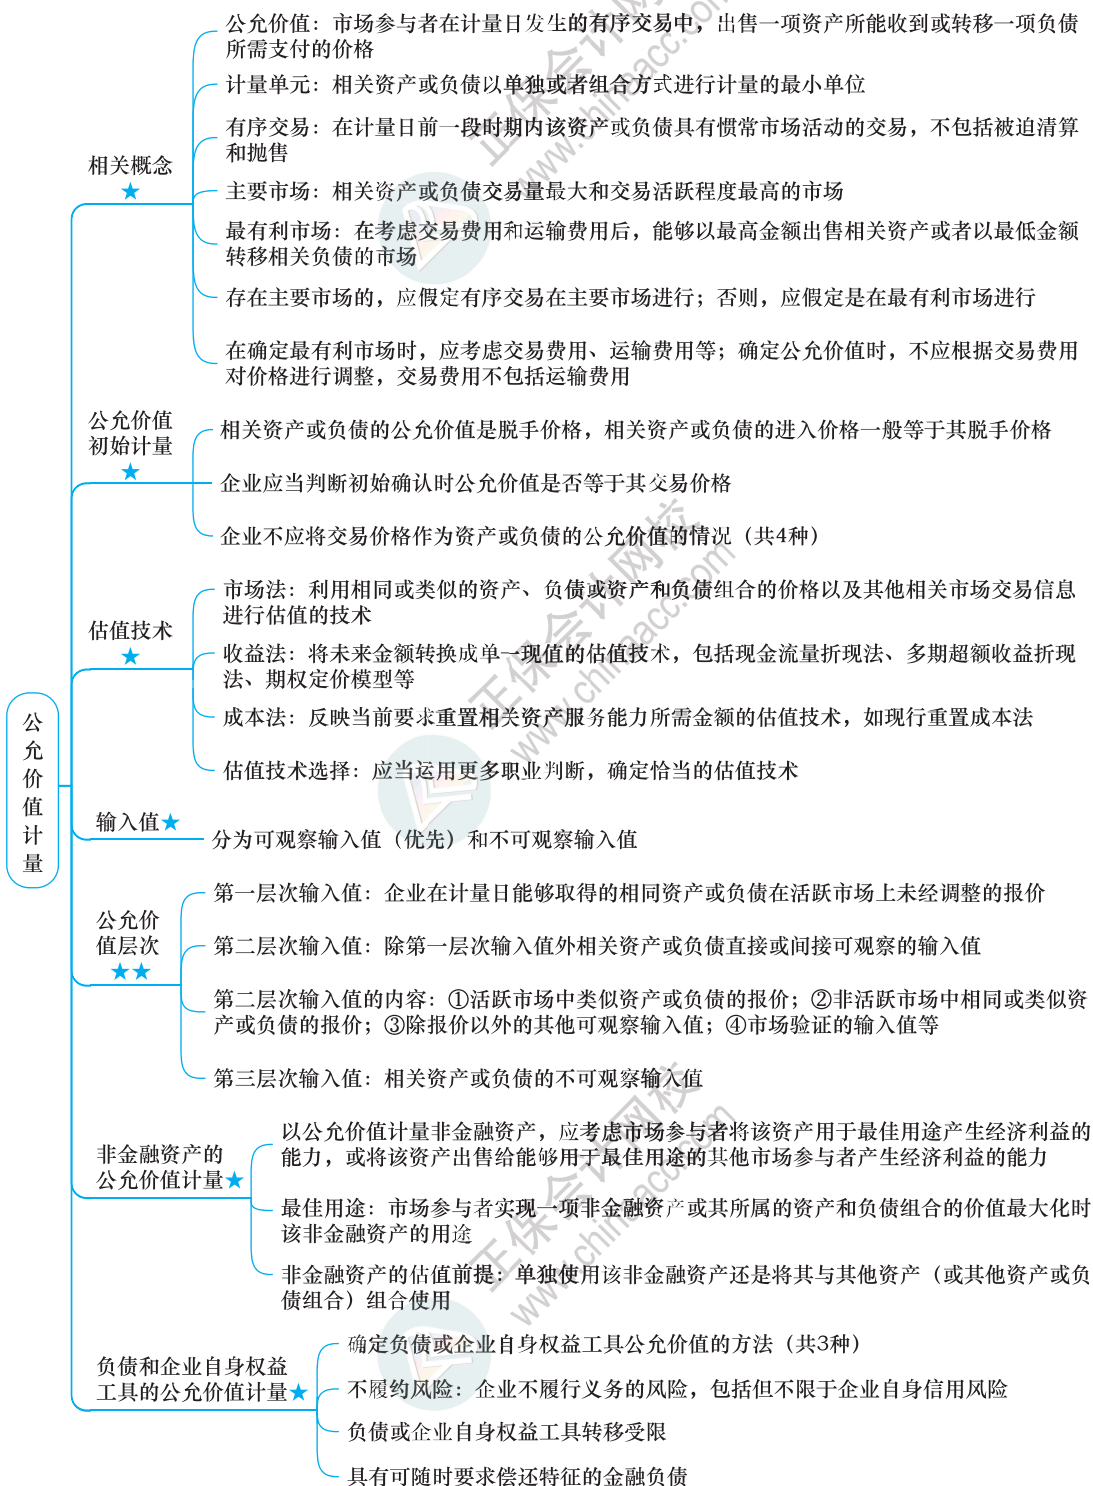 公允价值计量
相关概念
★
公允价值：市场参与者在计量日发生的有序交易中，出售一项资产所能收到或转移一项负债
所需支付的价格
计量单元：相关资产或负债以单独或者组合方式进行计量的最小单位
有序交易：在计量日前一段时期内该资产或负债具有惯常市场活动的交易，不包括被迫清算
和抛售
主要市场：相关资产或负债交易量最大和交易活跃程度最高的市场
最有利市场：在考虑交易费用和运输费用后，能够以最高金额出售相关资产或者以最低金额
转移相关负债的市场
存在主要市场的，应假定有序交易在主要市场进行；否则，应假定是在最有利市场进行
在确定最有利市场时，应考虑交易费用、运输费用等；确定公允价值时，不应根据交易费用
对价格进行调整，交易费用不包括运输费用
公允价值
初始计量
★
相关资产或负债的公允价值是脱手价格，相关资产或负债的进入价格一般等于其脱手价格
企业应当判断初始确认时公允价值是否等于其交易价格
企业不应将交易价格作为资产或负债的公允价值的情况（共4种）
估值技术
★
市场法：利用相同或类似的资产、负债或资产和负债组合的价格以及其他相关市场交易信息
进行估值的技术
收益法：将未来金额转换成单一现值的估值技术，包括现金流量折现法、多期超额收益折现
法、期权定价模型等
成本法：反映当前要求重置相关资产服务能力所需金额的估值技术，如现行重置成本法
估值技术选择：应当运用更多职业判断，确定恰当的估值技术
输入值★
分为可观察输入值（优先）和不可观察输入值
公允价
值层次
★★
第一层次输入值：企业在计量日能够取得的相同资产或负债在活跃市场上未经调整的报价
第二层次输入值：除第一层次输入值外相关资产或负债直接或间接可观察的输入值
第二层次输入值的内容：①活跃市场中类似资产或负债的报价；②非活跃市场中相同或类似资
产或负债的报价；③除报价以外的其他可观察输入值；④市场验证的输入值等
第三层次输入值：相关资产或负债的不可观察输入值
非金融资产的
公允价值计量★
以公允价值计量非金融资产，应考虑市场参与者将该资产用于最佳用途产生经济利益的
能力，或将该资产出售给能够用于最佳用途的其他市场参与者产生经济利益的能力
最佳用途：市场参与者实现一项非金融资产或其所属的资产和负债组合的价值最大化时
该非金融资产的用途
非金融资产的估值前提：单独使用该非金融资产还是将其与其他资产（或其他资产或负
债组合）组合使用
负债和企业自身权益
工具的公允价值计量★
确定负债或企业自身权益工具公允价值的方法（共3种）
不履约风险：企业不履行义务的风险，包括但不限于企业自身信用风险
负债或企业自身权益工具转移受限
具有可随时要求偿还特征的金融负债
正保会计网校
www.chinaacc.com
正保会计网校
www.chinaacc.com
正保会计网校
www.chinaacc.com